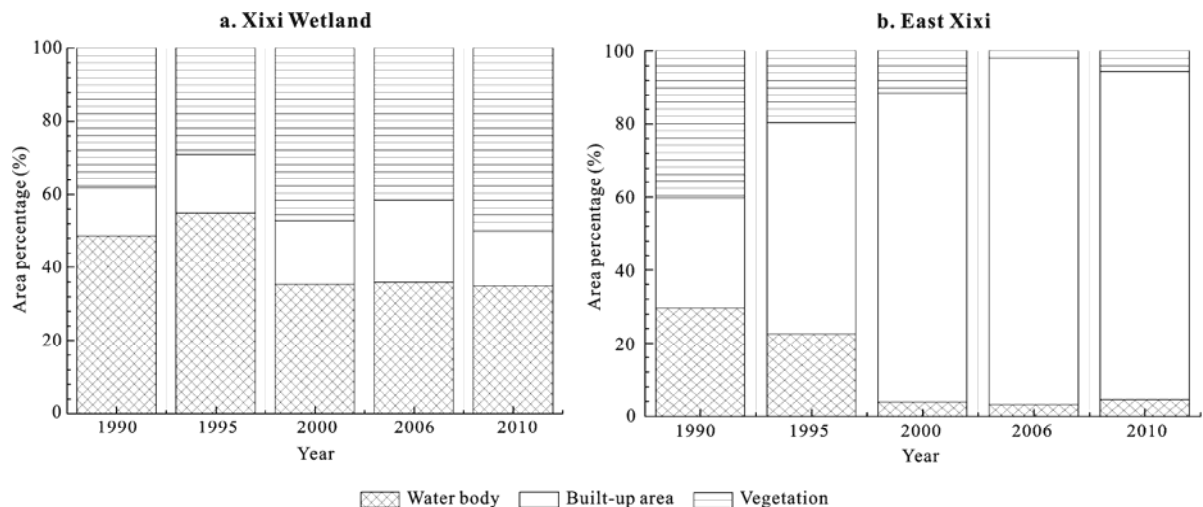 a. Xixi Wetland
100
80
60
40
20
0
Area percentage (%)
1990 1995 2000 2006 2010
Year
b. East Xixi
100
80
60
40
20
0
Area percentage (%)
1990 1995 2000 2006 2010
Year
Water body Built-up area Vegetation